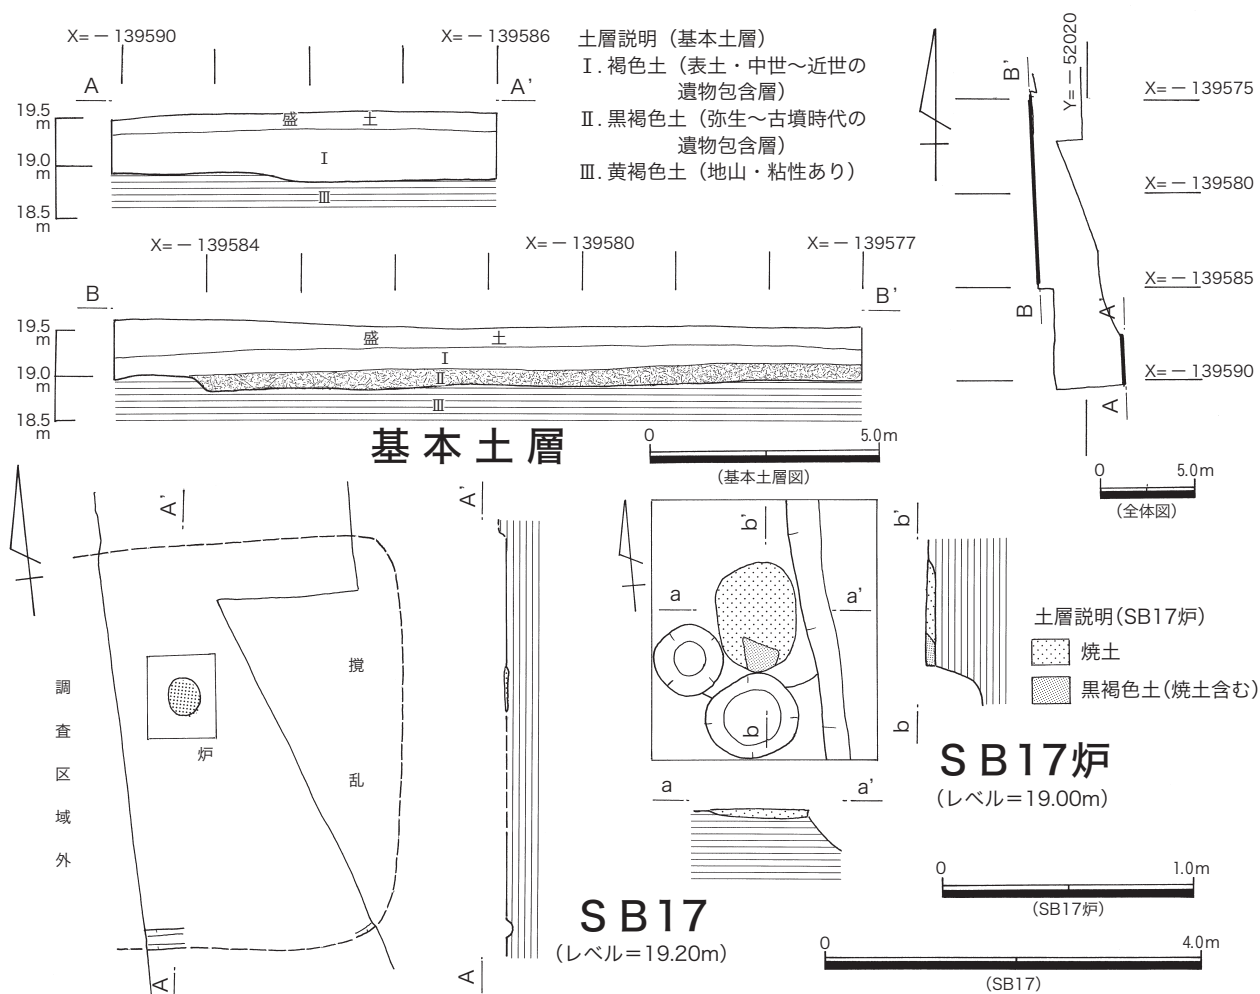 X=－139590
X=－139586
A
A'
19.5
m
19.0
m
18.5
m
盛　土
Ⅰ
Ⅲ
土層説明（基本土層）
Ⅰ. 褐色土（表土・中世～近世の
遺物包含層）
Ⅱ. 黒褐色土（弥生～古墳時代の
遺物包含層）
Ⅲ. 黄褐色土（地山・粘性あり）
X=－139584
X=－139580
X=－139577
B
B'
19.5
m
19.0
m
18.5
m
盛　土
Ⅰ
Ⅱ
Ⅲ
基本土層
0
5.0m
（基本土層図）
Y=－52020
B'
X=－139575
X=－139580
X=－139585
B
A'
X=－139590
A
0
5.0m
（全体図）
A'
調査区域外
炉
撹乱
A
A'
A
SB17
（レベル＝19.20m）
b'
a
a'
b
b'
b
a
a'
土層説明(SB17炉)
焼土
黒褐色土(焼土含む)
SB17炉
（レベル＝19.00m）
0
1.0m
(SB17炉)
0
4.0m
(SB17)